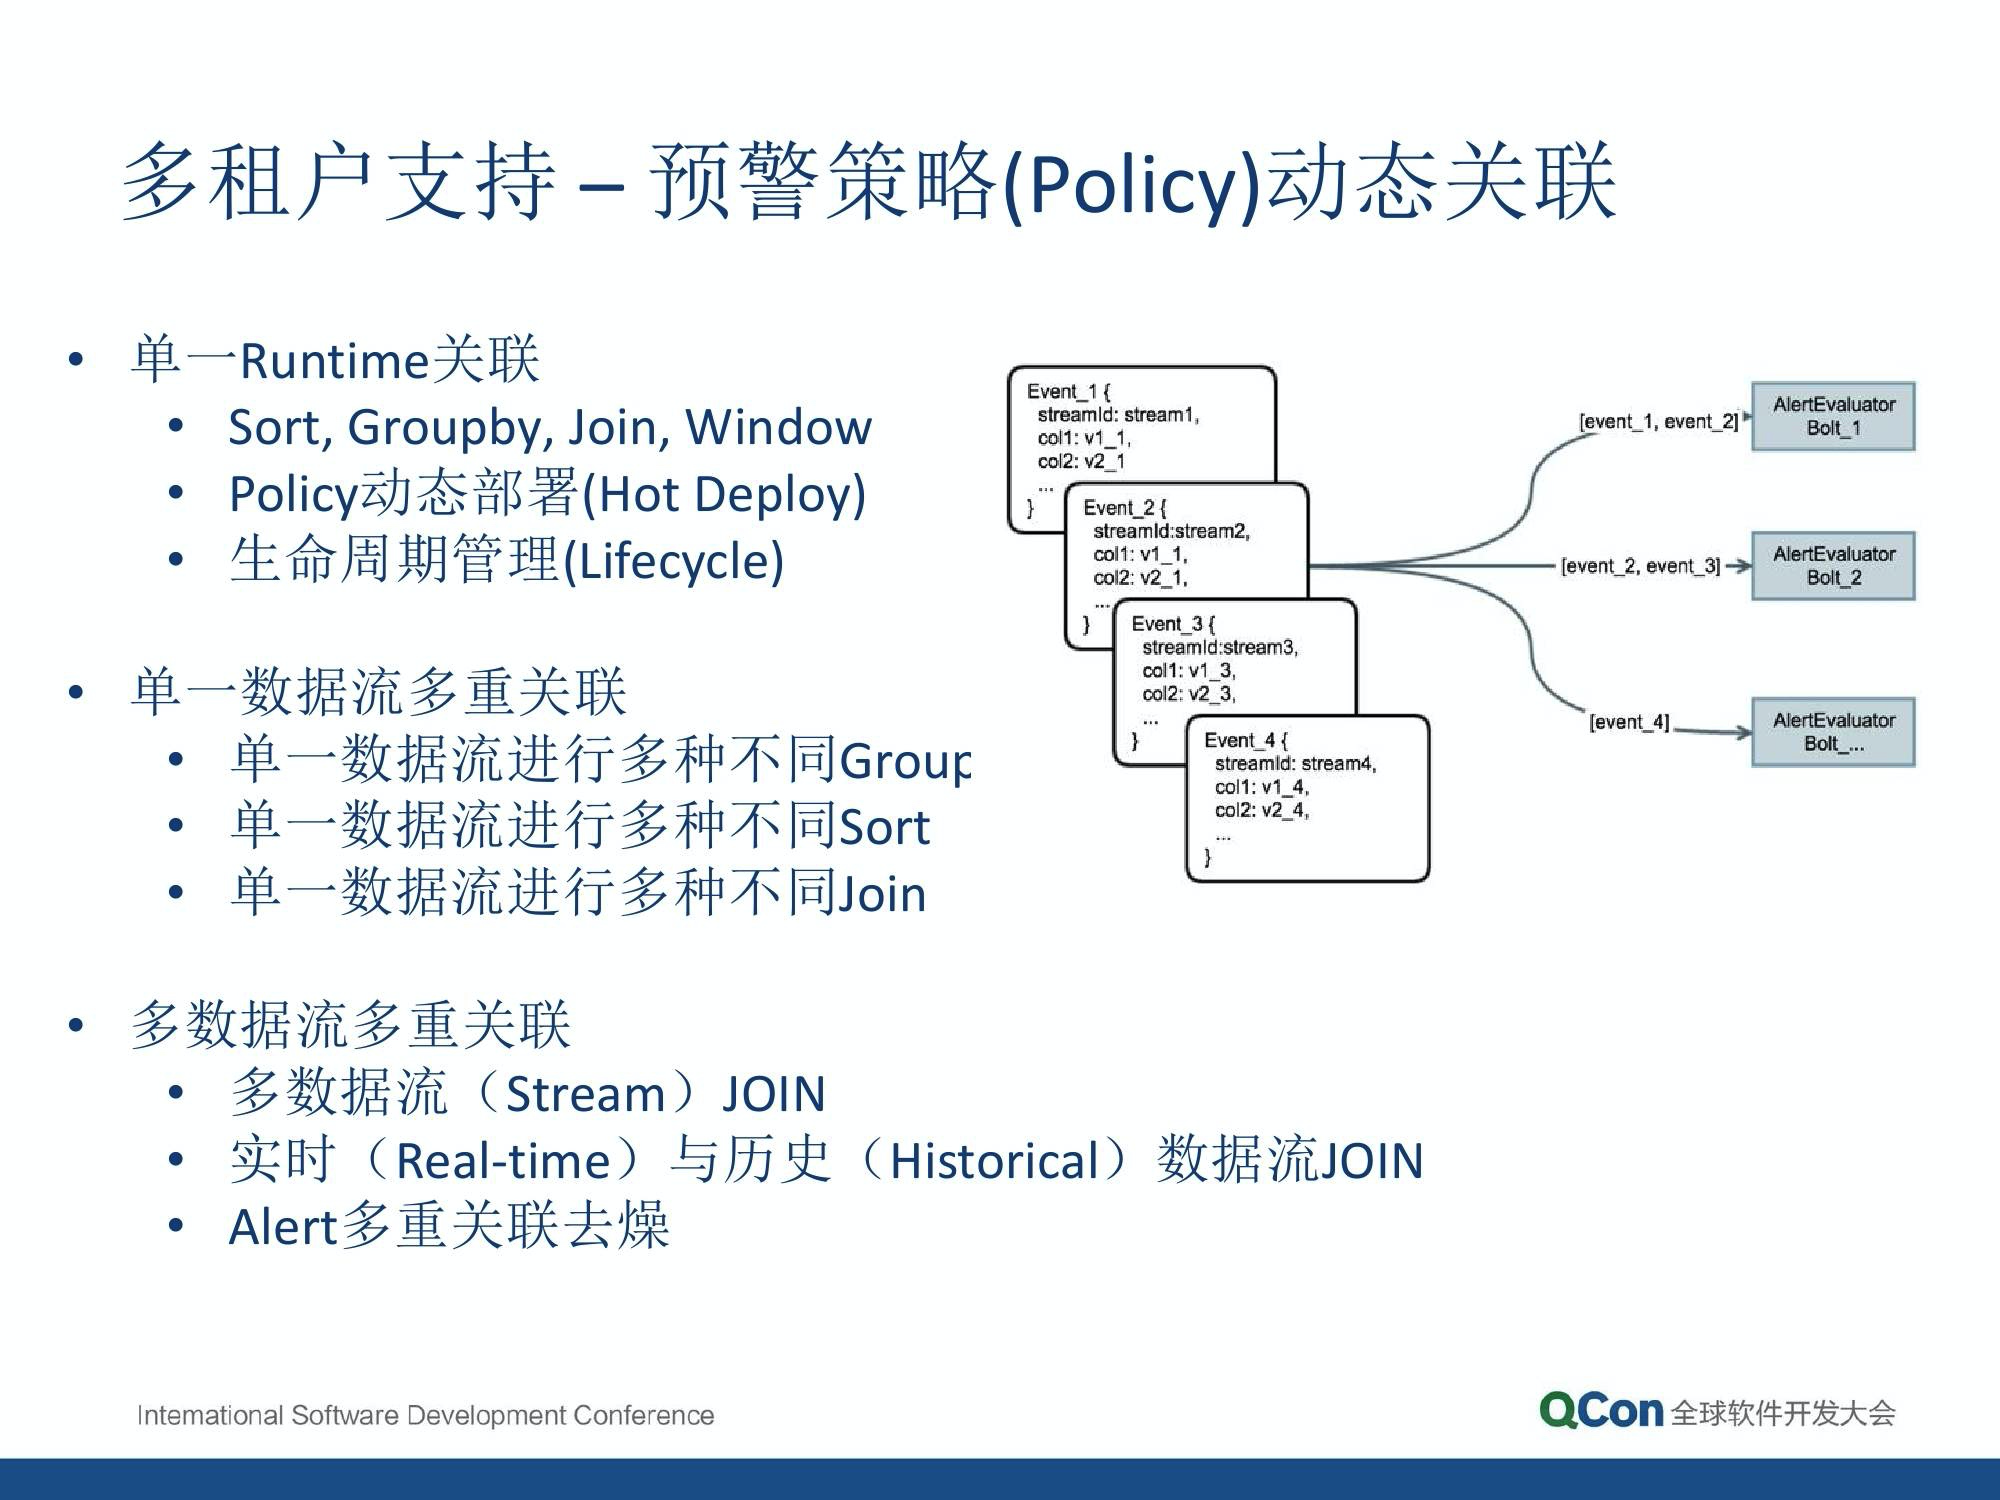 多租户支持 – 预警策略(Policy)动态关联
• 单一Runtime关联
• Sort, Groupby, Join, Window
• Policy动态部署(Hot Deploy)
• 生命周期管理(Lifecycle)
• 单一数据流多重关联
• 单一数据流进行多种不同Group
• 单一数据流进行多种不同Sort
• 单一数据流进行多种不同Join
• 多数据流多重关联
• 多数据流（Stream）JOIN
• 实时（Real-time）与历史（Historical）数据流JOIN
• Alert多重关联去燥
Event_1 {
streamId: stream1,
col1: v1_1,
col2: v2_1
...
}
Event_2 {
streamId:stream2,
col1: v1_1,
col2: v2_1,
...
}
Event_3 {
streamId:stream3,
col1: v1_3,
col2: v2_3,
...
}
Event_4 {
streamId: stream4,
col1: v1_4,
col2: v2_4,
...
}
[event_1, event_2]
AlertEvaluator
Bolt_1
[event_2, event_3]
AlertEvaluator
Bolt_2
[event_4]
AlertEvaluator
Bolt_...
International Software Development Conference
QCon全球软件开发大会